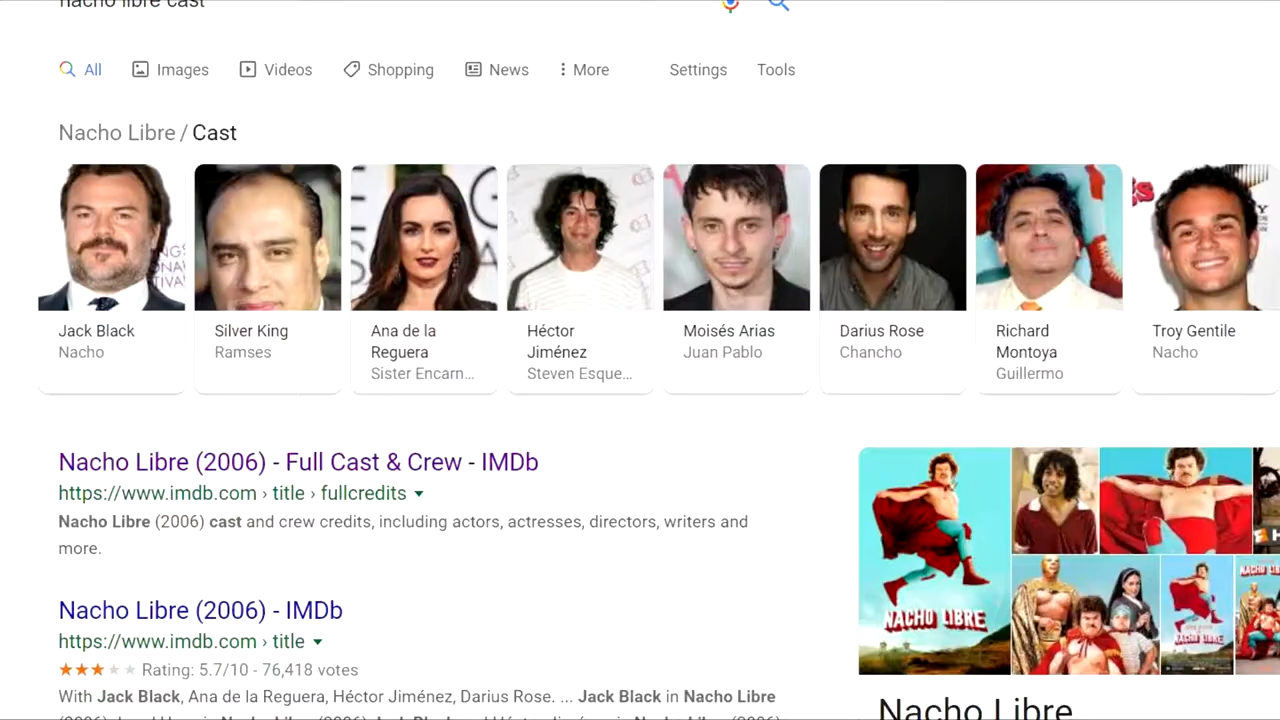 nacho libre cast
All Images Videos Shopping News More Settings Tools
Nacho Libre / Cast
Jack Black
Nacho
Silver King
Ramses
Ana de la
Reguera
Sister Encarn...
Héctor
Jiménez
Steven Esque...
Moisés Arias
Juan Pablo
Darius Rose
Chancho
Richard
Montoya
Guillermo
Troy Gentile
Nacho
Nacho Libre (2006) - Full Cast & Crew - IMDb
https://www.imdb.com › title › fullcredits
Nacho Libre (2006) cast and crew credits, including actors, actresses, directors, writers and
more.
Nacho Libre (2006) - IMDb
https://www.imdb.com › title
Rating: 5.7/10 - 76,418 votes
With Jack Black, Ana de la Reguera, Héctor Jiménez, Darius Rose. ... Jack Black in Nacho Libre
NACHO LIBRE
NACHO LIBRE
Nacho Libre